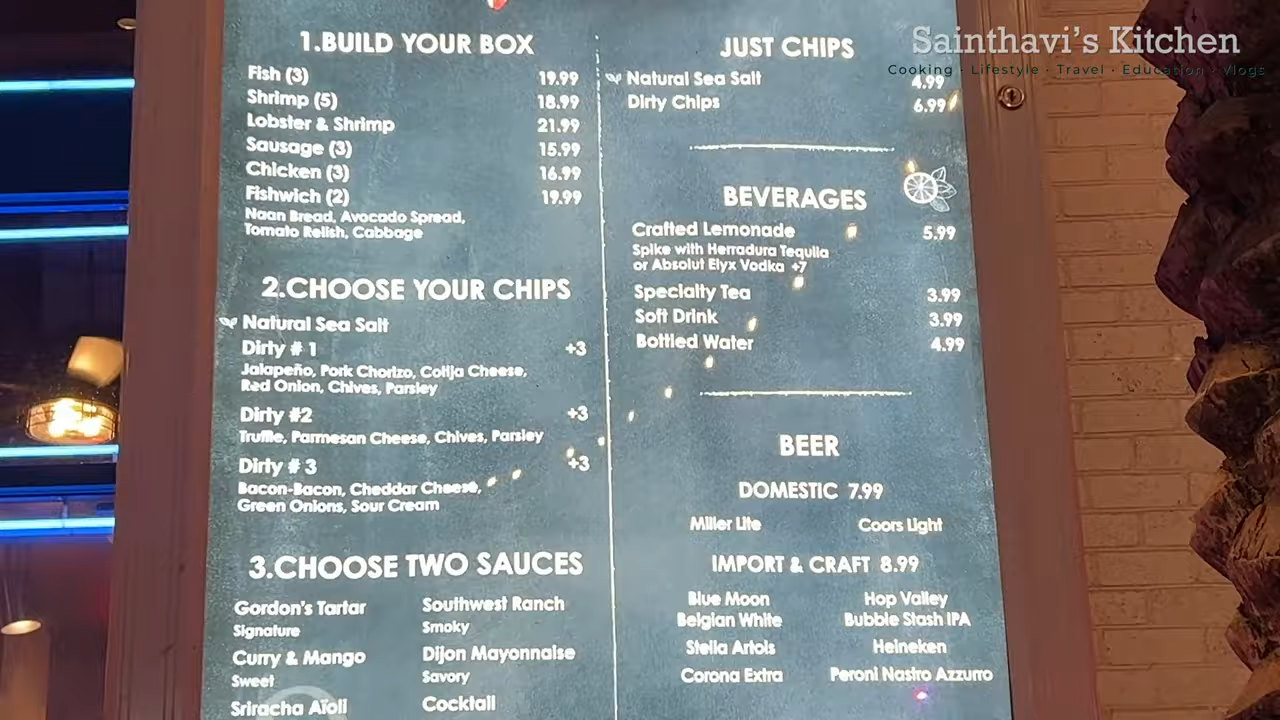 Sainthavi's Kitchen
Cooking · Lifestyle · Travel · Education · Vlogs
1.BUILD YOUR BOX
Fish (3) 19.99
Shrimp (5) 18.99
Lobster & Shrimp 21.99
Sausage (3) 15.99
Chicken (3) 16.99
Fishwich (2) 19.99
Naan Bread, Avocado Spread,
Tomato Relish, Cabbage
2.CHOOSE YOUR CHIPS
Natural Sea Salt
Dirty # 1 +3
Jalapeño, Pork Chorizo, Cotija Cheese,
Red Onion, Chives, Parsley
Dirty #2 +3
Truffle, Parmesan Cheese, Chives, Parsley
Dirty # 3 +3
Bacon-Bacon, Cheddar Cheese,
Green Onions, Sour Cream
3.CHOOSE TWO SAUCES
Gordon's Tartar Southwest Ranch
Signature Smoky
Curry & Mango Dijon Mayonnaise
Sweet Savory
Sriracha Aïoli Cocktail
JUST CHIPS
Natural Sea Salt 4.99
Dirty Chips 6.99
BEVERAGES
Crafted Lemonade 5.99
Spike with Herradura Tequila
or Absolut Elyx Vodka +7
Specialty Tea 3.99
Soft Drink 3.99
Bottled Water 4.99
BEER
DOMESTIC 7.99
Miller Lite Coors Light
IMPORT & CRAFT 8.99
Blue Moon Hop Valley
Belgian White Bubble Stash IPA
Stella Artois Heineken
Corona Extra Peroni Nastro Azzurro